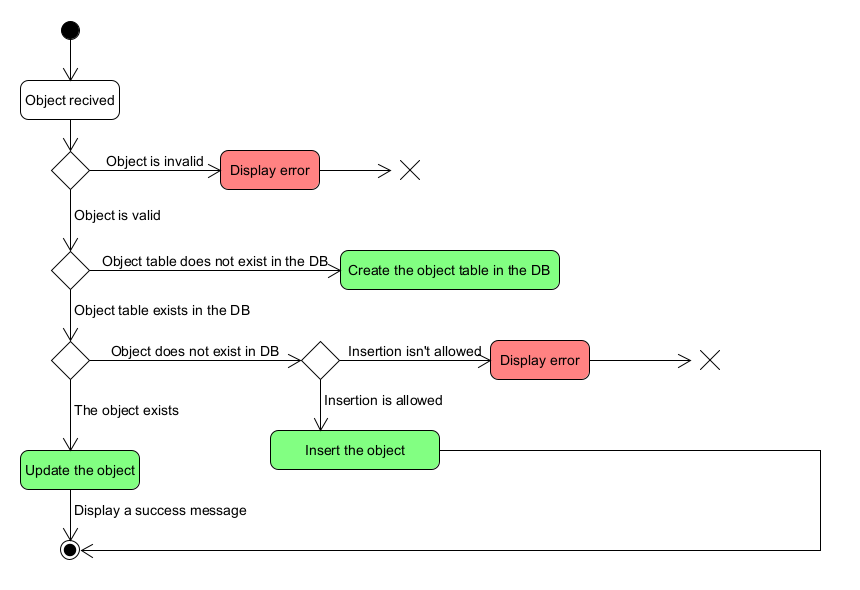 Object recived
Object is invalid
Display error
Object is valid
Object table does not exist in the DB
Create the object table in the DB
Object table exists in the DB
Object does not exist in DB
Insertion isn't allowed
Display error
Insertion is allowed
The object exists
Insert the object
Update the object
Display a success message